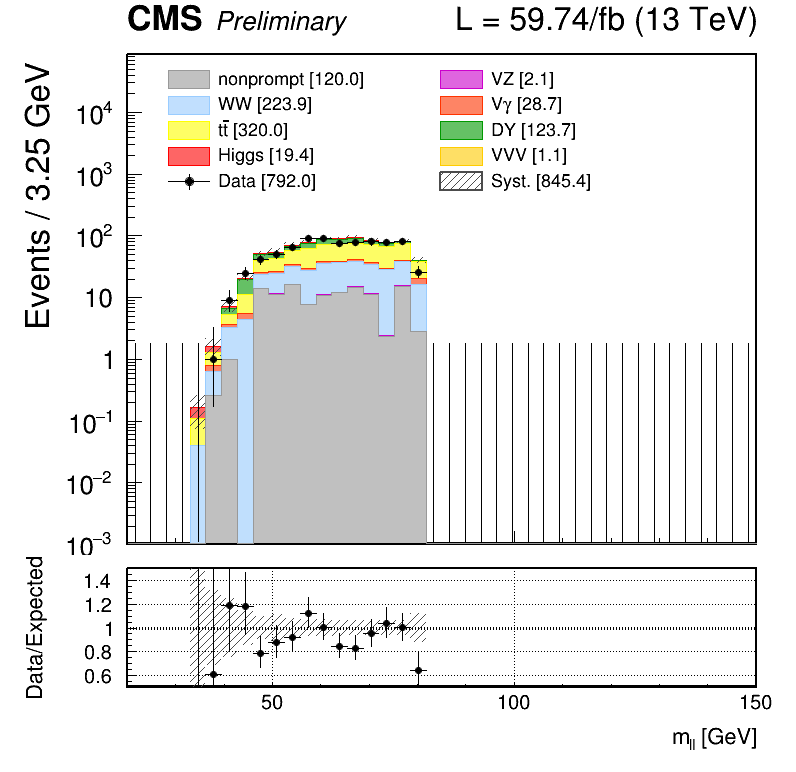 CMS Preliminary L = 59.74/fb (13 TeV)
Events / 3.25 GeV
nonprompt [120.0] VZ [2.1]
WW [223.9] Vγ [28.7]
tt̄ [320.0] DY [123.7]
Higgs [19.4] VVV [1.1]
Data [792.0] Syst. [845.4]
10⁴
10³
10²
10
1
10⁻¹
10⁻²
10⁻³
Data/Expected
1.4
1.2
1
0.8
0.6
50 100 150
m_ll [GeV]